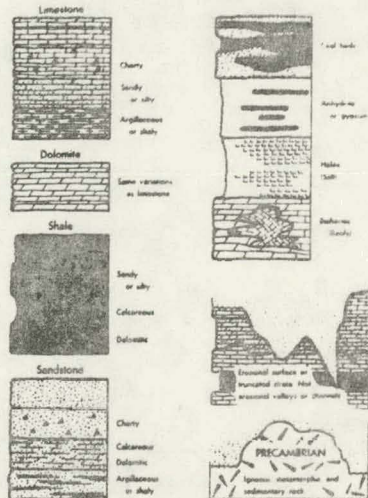 Limestone
Cherty
Sandy
or silty
Argillaceous
or shaly
Dolomite
Same variations
as limestone
Shale
Sandy
or silty
Calcareous
Dolomitic
Sandstone
Cherty
Calcareous
Dolomitic
Argillaceous
or shaly
Coal beds
Anhydrite
or gypsum
Halite
(Salt)
Erosional surface or
truncated strata. Not
erosional valleys or channels
PRECAMBRIAN
Igneous metamorphic and
sedimentary rock